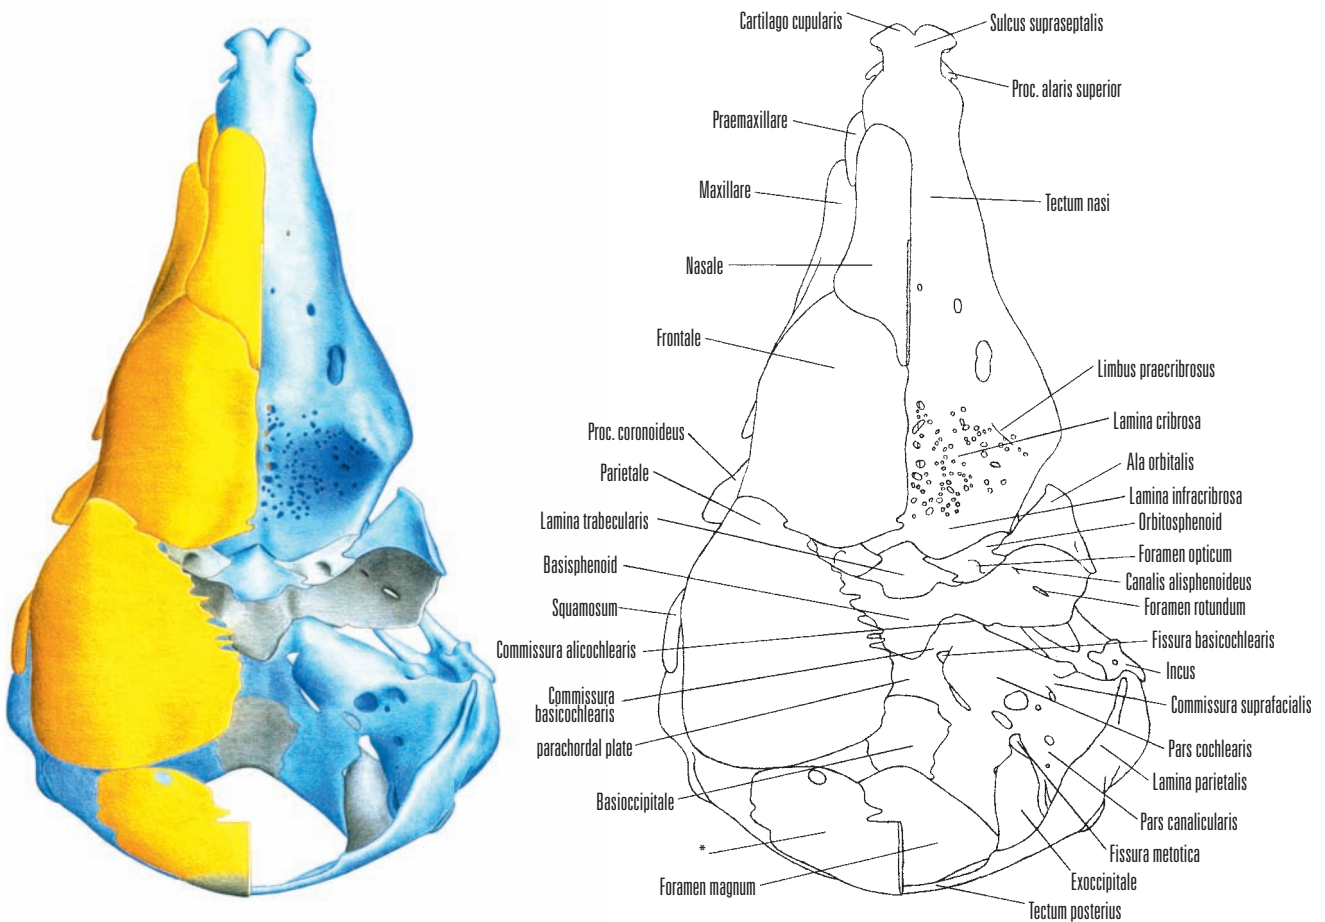 Cartilago cupularis
Sulcus supraseptalis
Proc. alaris superior
Praemaxillare
Maxillare
Tectum nasi
Nasale
Frontale
Limbus praecribrosus
Lamina cribrosa
Proc. coronoideus
Ala orbitalis
Parietale
Lamina infracribrosa
Lamina trabecularis
Orbitosphenoid
Foramen opticum
Basisphenoid
Canalis alisphenoideus
Squamosum
Foramen rotundum
Commissura alicochlearis
Fissura basicochlearis
Incus
Commissura
basicochlearis
Commissura suprafacialis
parachordal plate
Pars cochlearis
Lamina parietalis
Basioccipitale
Pars canalicularis
*
Fissura metotica
Foramen magnum
Exoccipitale
Tectum posterius